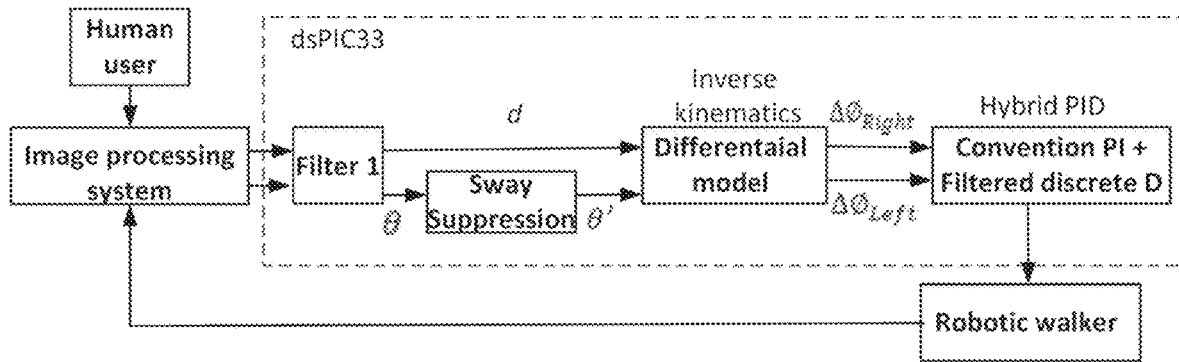 Human
user
dsPIC33
Inverse
kinematics
Hybrid PID
Image processing
system
Filter 1
d
θ
Sway
Suppression
θ'
Differentaial
model
ΔØRight
ΔØLeft
Convention PI +
Filtered discrete D
Robotic walker